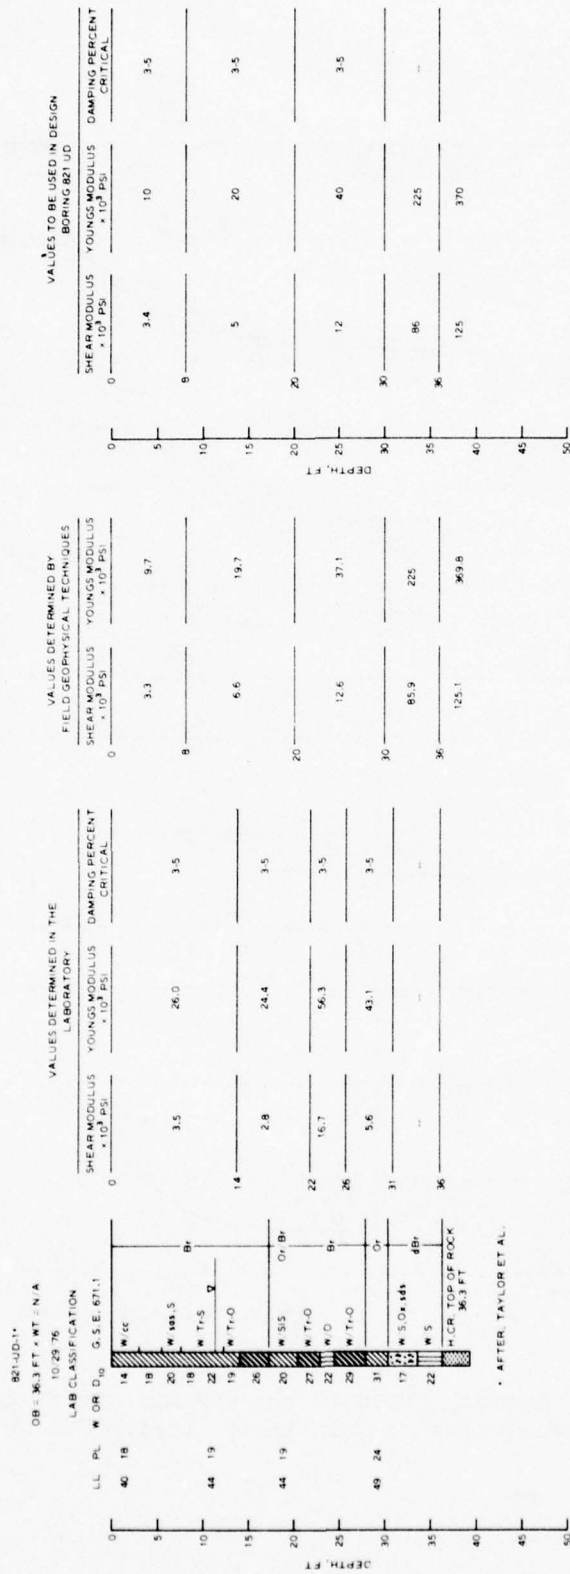 821-UD-1*
OB = 36.3 FT * WT = N/A
10/29/76
LAB CLASSIFICATION
LL PL W OR D10 G.S.E. 671.1
DEPTH, FT
0
5
10
15
20
25
30
35
40
45
50
40 18 14 W/cc
18
20 W sas, S
18
44 19 22 W/Tr-S
19 W/Tr-O
26
44 19 20 W SIS
27 W/Tr-O
22 W/O
29 W/Tr-O
49 24 31
17 W S, Ox, sds
22 W S
H.CR. TOP OF ROCK
36.3 FT
Br
Or Br
Br
Or
dBr
* AFTER, TAYLOR ET AL.
VALUES DETERMINED IN THE
LABORATORY
SHEAR MODULUS YOUNGS MODULUS DAMPING PERCENT
× 10³ PSI × 10³ PSI CRITICAL
0
3.5 26.0 3-5
14
2.8 24.4 3-5
22
16.7 56.3 3-5
26
5.6 43.1 3-5
31
-- -- --
36
VALUES DETERMINED BY
FIELD GEOPHYSICAL TECHNIQUES
SHEAR MODULUS YOUNGS MODULUS
× 10³ PSI × 10³ PSI
0
3.3 9.7
8
6.6 19.7
20
12.6 37.1
30
85.9 225
36
125.1 369.8
DEPTH, FT
0
5
10
15
20
25
30
35
40
45
50
VALUES TO BE USED IN DESIGN
BORING 821 UD
SHEAR MODULUS YOUNGS MODULUS DAMPING PERCENT
× 10³ PSI × 10³ PSI CRITICAL
0
3.4 10 3-5
8
5 20 3-5
20
12 40 3-5
30
86 225 --
36
125 370